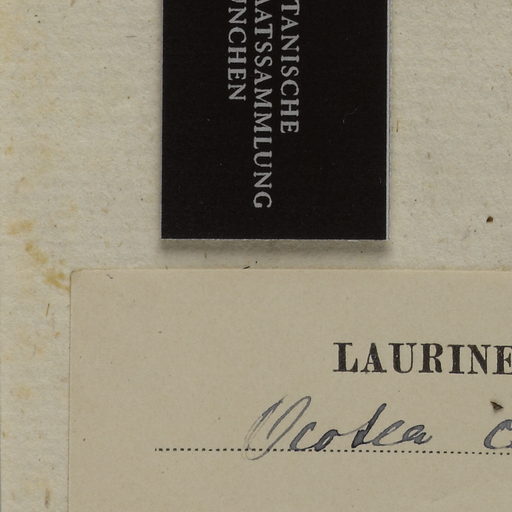 TANISCHE
AATSSAMMLUNG
ÜNCHEN
LAURINE
Ocotea c